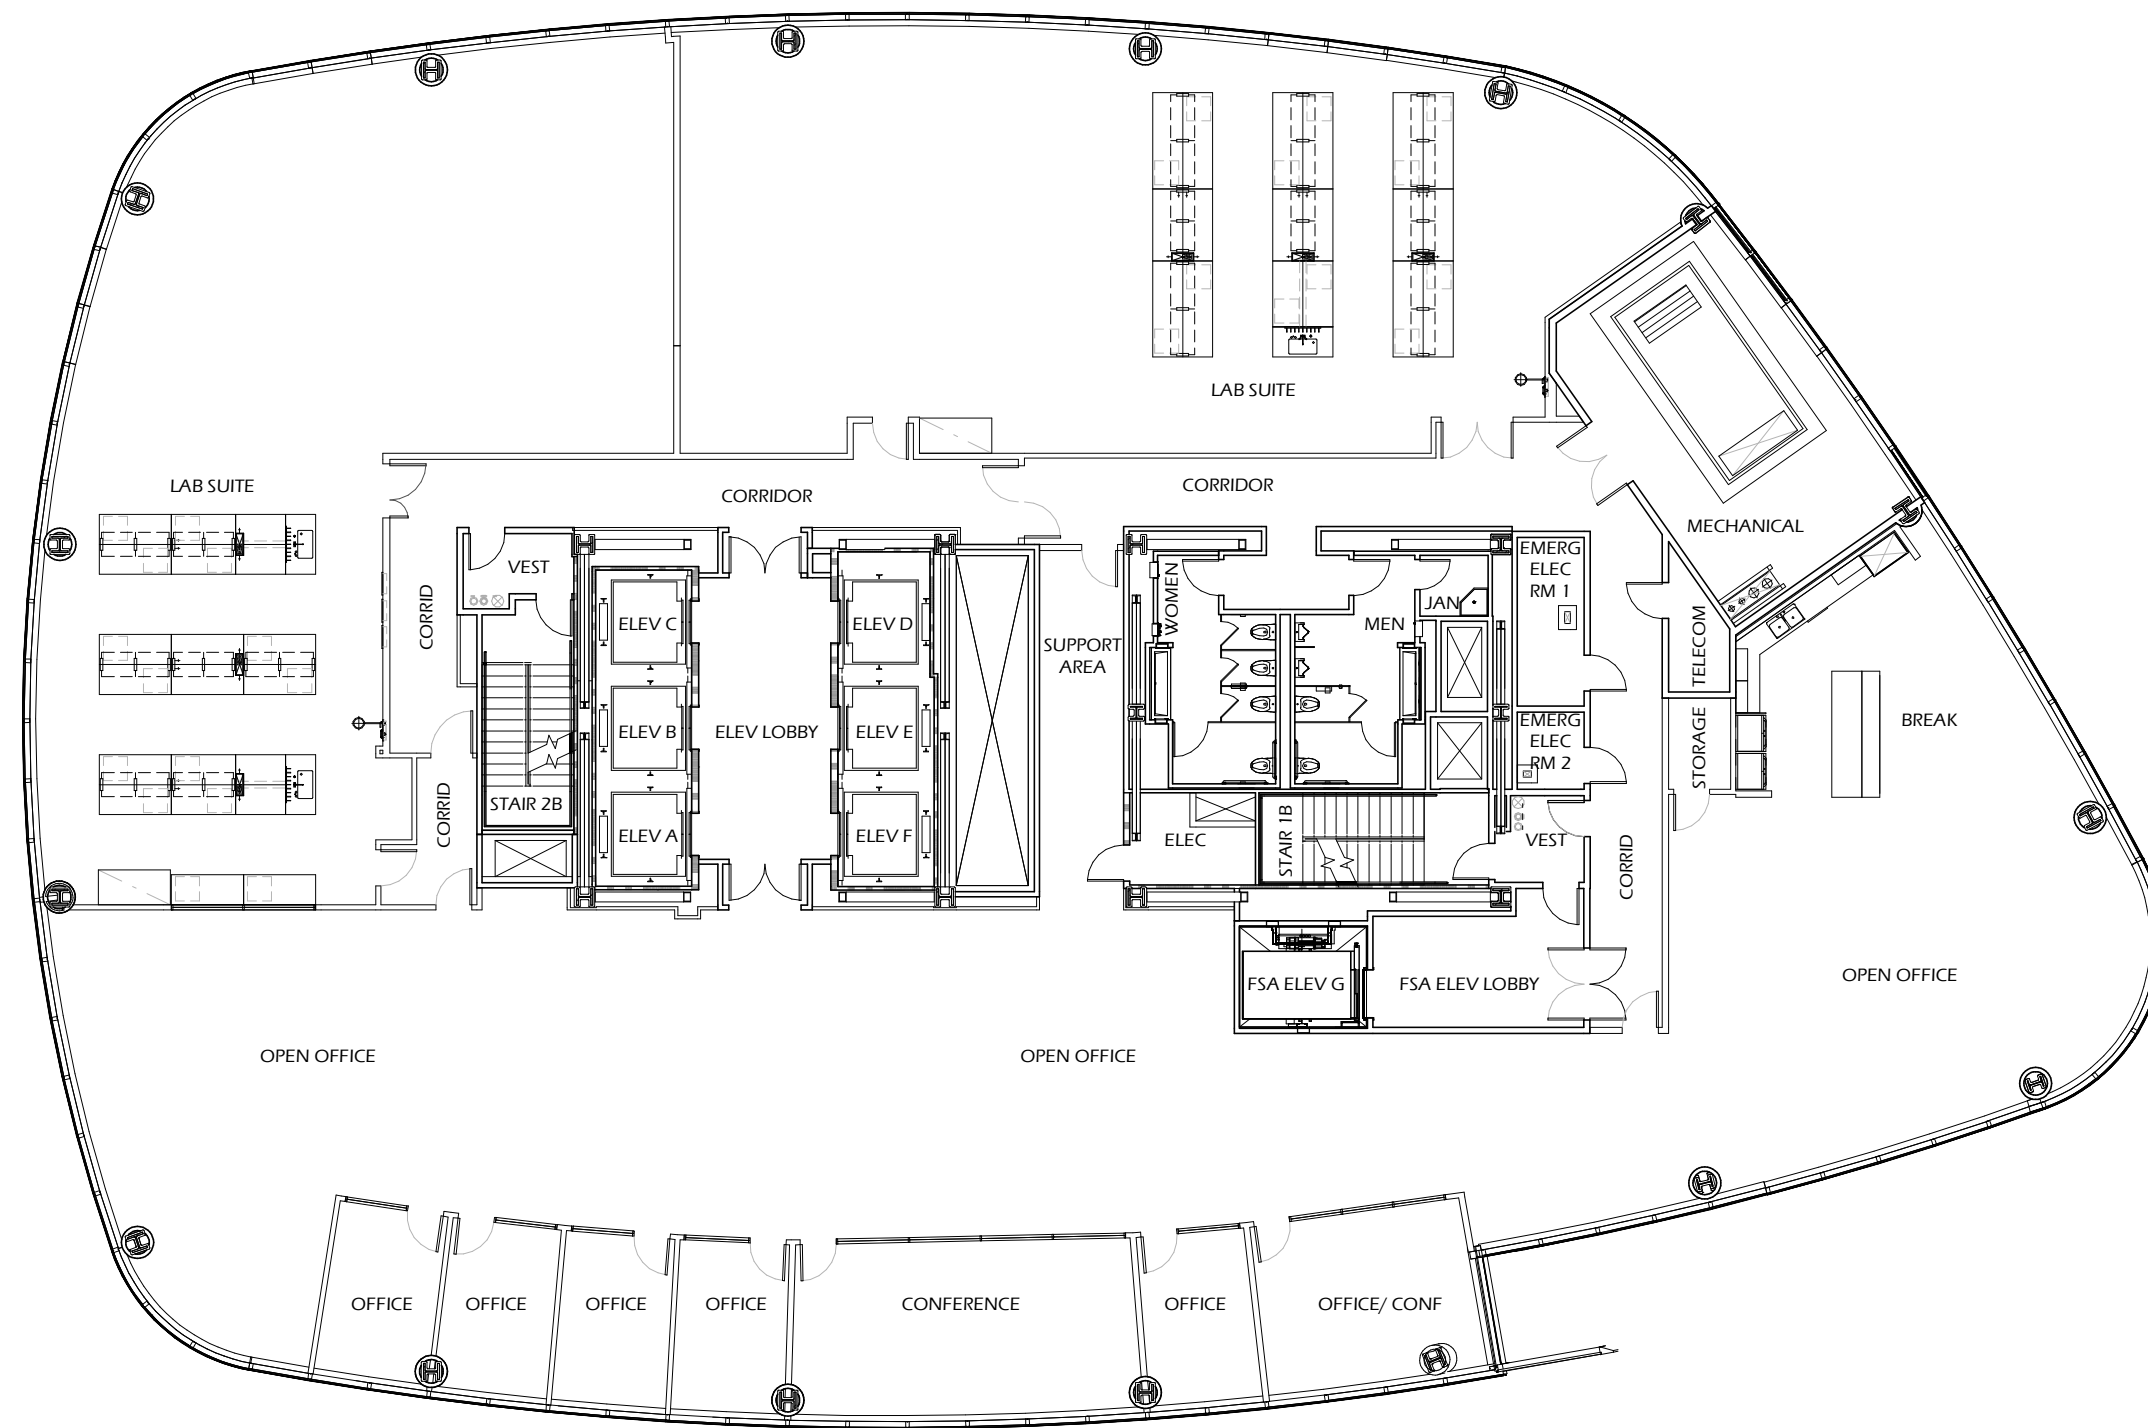 LAB SUITE
LAB SUITE
CORRIDOR
CORRIDOR
MECHANICAL
VEST
EMERG
ELEC
RM 1
CORRID
ELEV C
ELEV D
WOMEN
MEN
JAN
SUPPORT
AREA
TELECOM
ELEV B
ELEV LOBBY
ELEV E
EMERG
ELEC
RM 2
STORAGE
BREAK
STAIR 2B
CORRID
ELEV A
ELEV F
ELEC
STAIR 1B
VEST
CORRID
FSA ELEV G
FSA ELEV LOBBY
OPEN OFFICE
OPEN OFFICE
OPEN OFFICE
OFFICE
OFFICE
OFFICE
OFFICE
CONFERENCE
OFFICE
OFFICE/ CONF